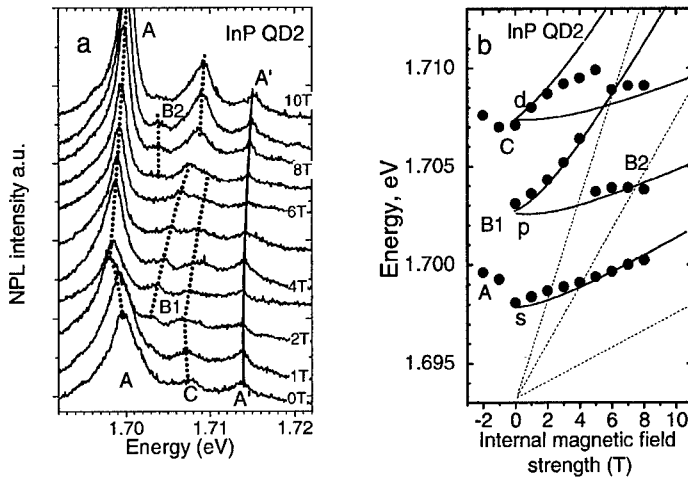 a
A
InP QD2
A'
10T
B2
8T
6T
4T
B1
2T
1T
A
C
A'
0T
1.70
1.71
1.72
Energy (eV)
NPL intensity a.u.
b
InP QD2
1.710
d
C
1.705
B2
B1
p
1.700
A
s
1.695
Energy, eV
-2
0
2
4
6
8
10
Internal magnetic field
strength (T)